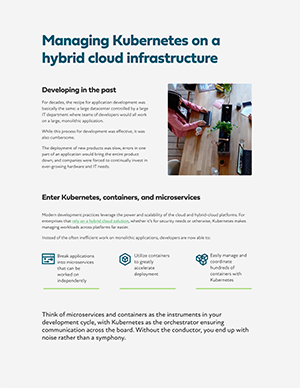 Managing Kubernetes on a
hybrid cloud infrastructure
Developing in the past
For decades, the recipe for application development was
basically the same: a large datacenter controlled by a large
IT department where teams of developers would all work
on a large, monolithic application.
While this process for development was effective, it was
also cumbersome.
The deployment of new products was slow, errors in one
part of an application would bring the entire product
down, and companies were forced to continually invest in
ever-growing hardware and IT needs.
Enter Kubernetes, containers, and microservices
Modern development practices leverage the power and scalability of the cloud and hybrid-cloud platforms. For
enterprises that rely on a hybrid cloud solution, whether it's for security needs or otherwise, Kubernetes makes
managing workloads across platforms far easier.
Instead of the often inefficient work on monolithic applications, developers are now able to:
Break applications
into microservices
that can be
worked on
independently
Utilize containers
to greatly
accelerate
deployment
Easily manage and
coordinate
hundreds of
containers with
Kubernetes
Think of microservices and containers as the instruments in your
development cycle, with Kubernetes as the orchestrator ensuring
communication across the board. Without the conductor, you end up with
noise rather than a symphony.